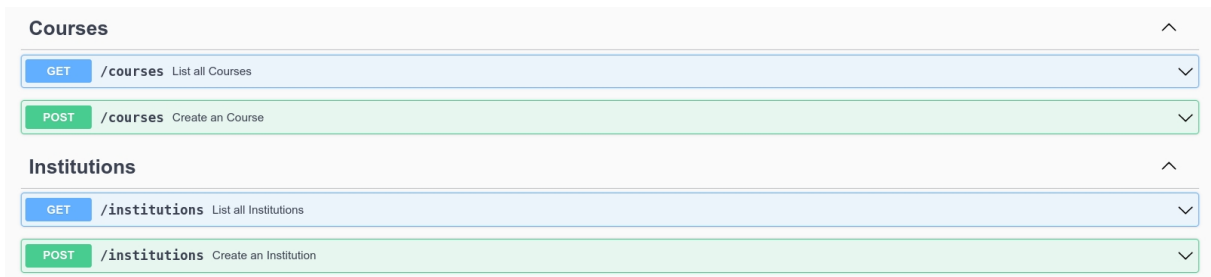 Courses
GET /courses List all Courses
POST /courses Create an Course
Institutions
GET /institutions List all Institutions
POST /institutions Create an Institution